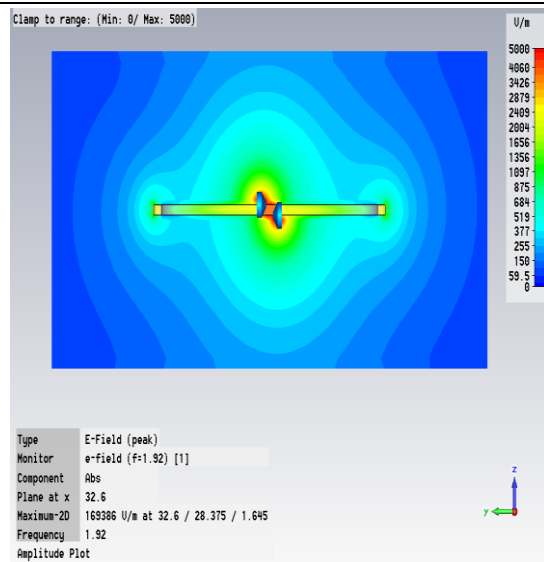 Clamp to range: (Min: 0/ Max: 5000)
U/m
5000
4060
3426
2879
2409
2004
1656
1356
1097
875
684
519
377
255
150
59.5
0
Type E-Field (peak)
Monitor e-field (f=1.92) [1]
Component Abs
Plane at x 32.6
Maximum-2D 169386 U/m at 32.6 / 28.375 / 1.645
Frequency 1.92
Amplitude Plot
z
y